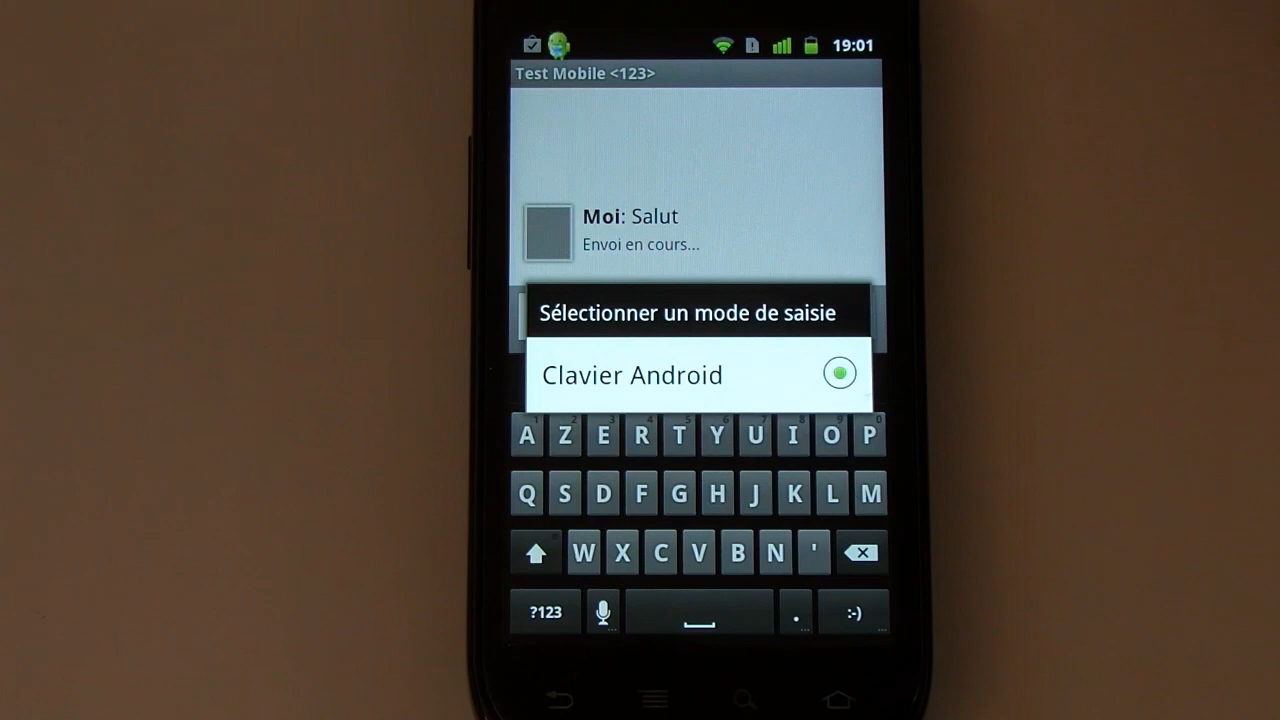 19:01
Test Mobile <123>
Moi: Salut
Envoi en cours...
Sélectionner un mode de saisie
Clavier Android
A Z E R T Y U I O P
Q S D F G H J K L M
W X C V B N '
?123 . :-)